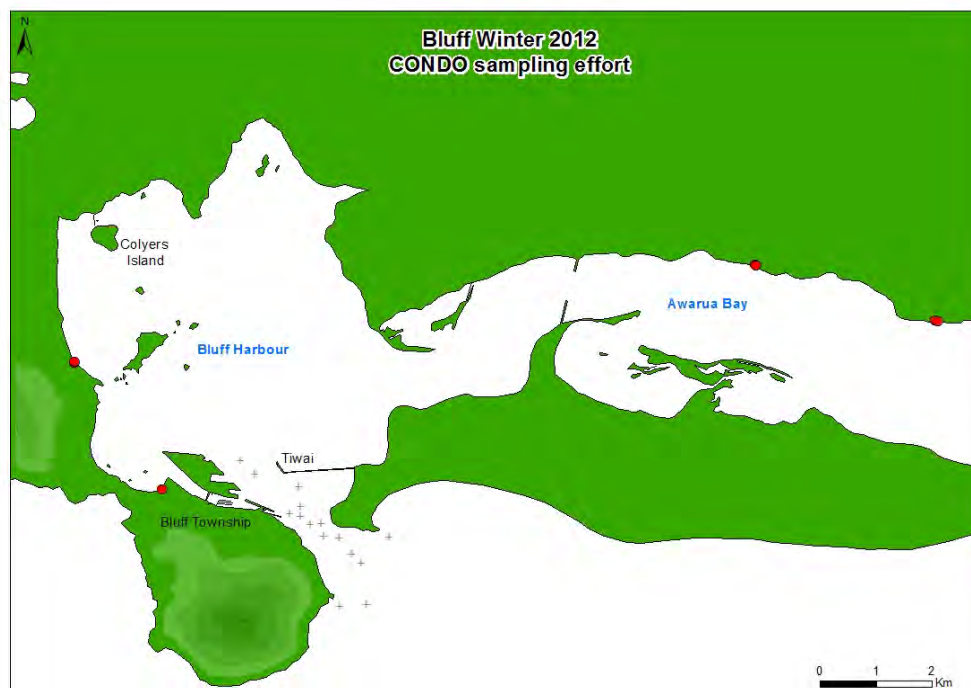 N
Bluff Winter 2012
CONDO sampling effort
Colyers
Island
Awarua Bay
Bluff Harbour
Tiwai
Bluff Township
0 1 2
Km